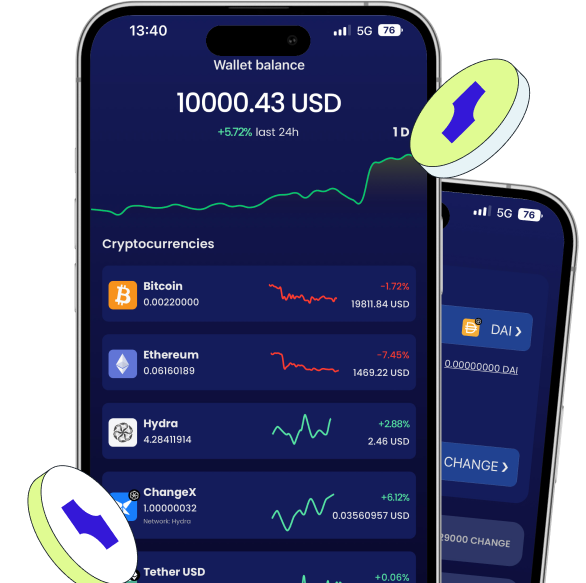 13:40
5G 76
Wallet balance
10000.43 USD
+5.72% last 24h
1 D
Cryptocurrencies
Bitcoin
-1.72%
0.00220000
19811.84 USD
Ethereum
-7.45%
0.06160189
1469.22 USD
Hydra
+2.88%
4.28411914
2.46 USD
ChangeX
+6.12%
1.00000032
0.03560957 USD
Network: Hydra
Tether USD
+0.06%
5G 76
DAI
0.00000000 DAI
CHANGE
29000 CHANGE